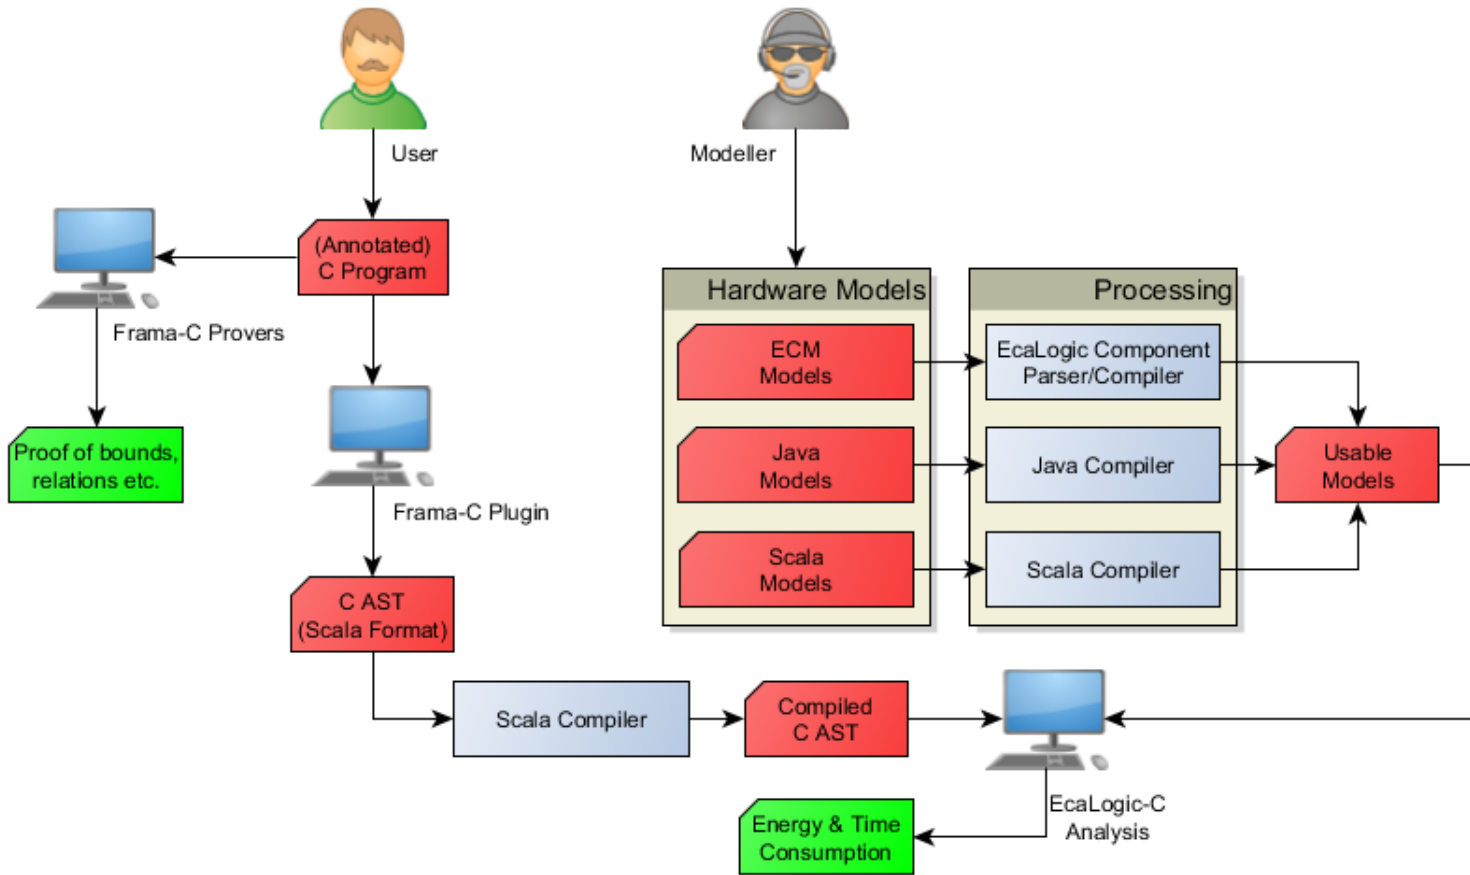 User
Modeller
(Annotated)
C Program
Frama-C Provers
Proof of bounds,
relations etc.
Frama-C Plugin
C AST
(Scala Format)
Hardware Models
ECM
Models
Java
Models
Scala
Models
Processing
EcaLogic Component
Parser/Compiler
Java Compiler
Scala Compiler
Usable
Models
Scala Compiler
Compiled
C AST
EcaLogic-C
Analysis
Energy & Time
Consumption